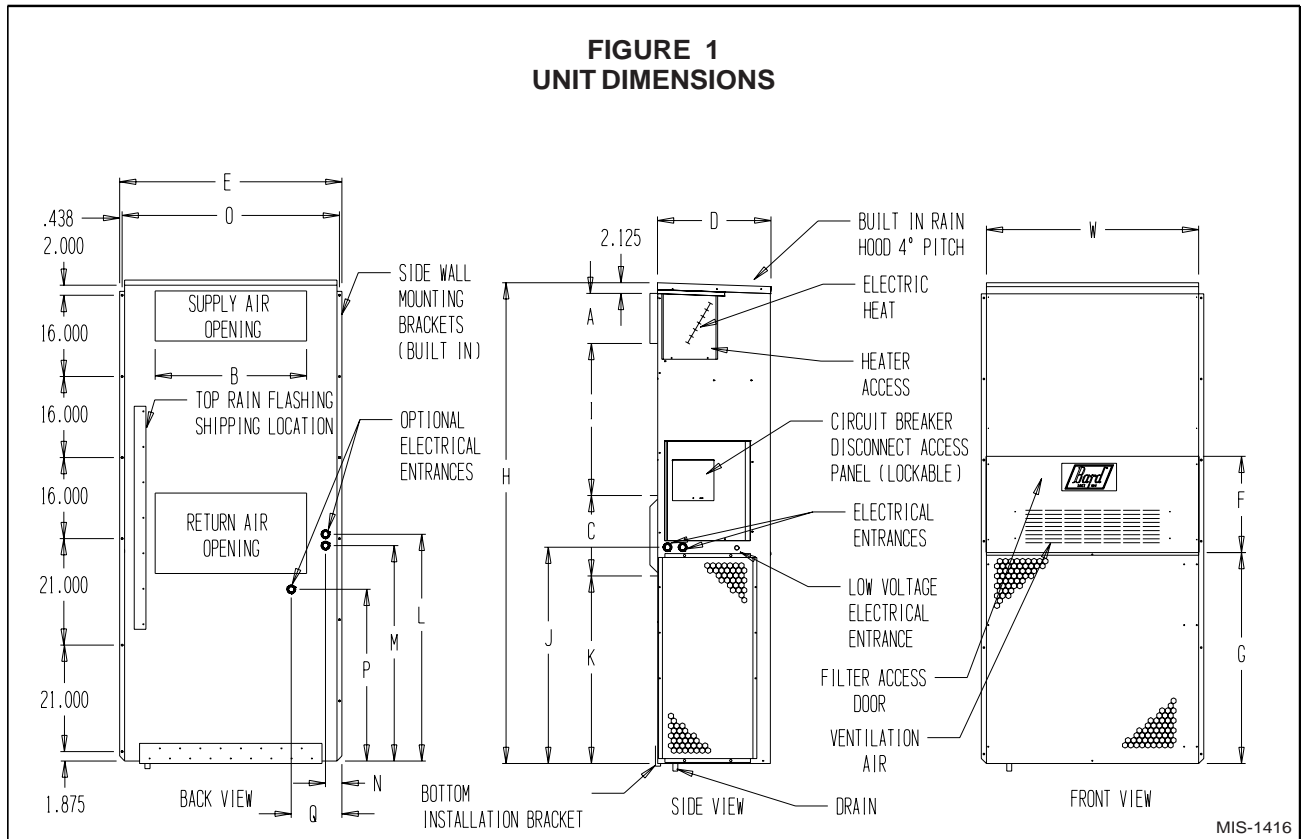 FIGURE 1
UNIT DIMENSIONS
E
O
.438
2.000
16.000
16.000
16.000
21.000
21.000
1.875
SUPPLY AIR
OPENING
B
TOP RAIN FLASHING
SHIPPING LOCATION
RETURN AIR
OPENING
SIDE WALL
MOUNTING
BRACKETS
(BUILT IN)
OPTIONAL
ELECTRICAL
ENTRANCES
L
M
P
N
Q
BACK VIEW
D
2.125
A
H
C
J
K
BUILT IN RAIN
HOOD 4° PITCH
ELECTRIC
HEAT
HEATER
ACCESS
CIRCUIT BREAKER
DISCONNECT ACCESS
PANEL (LOCKABLE)
ELECTRICAL
ENTRANCES
LOW VOLTAGE
ELECTRICAL
ENTRANCE
FILTER ACCESS
DOOR
VENTILATION
AIR
BOTTOM
INSTALLATION BRACKET
SIDE VIEW
DRAIN
W
Bard
F
G
FRONT VIEW
MIS-1416